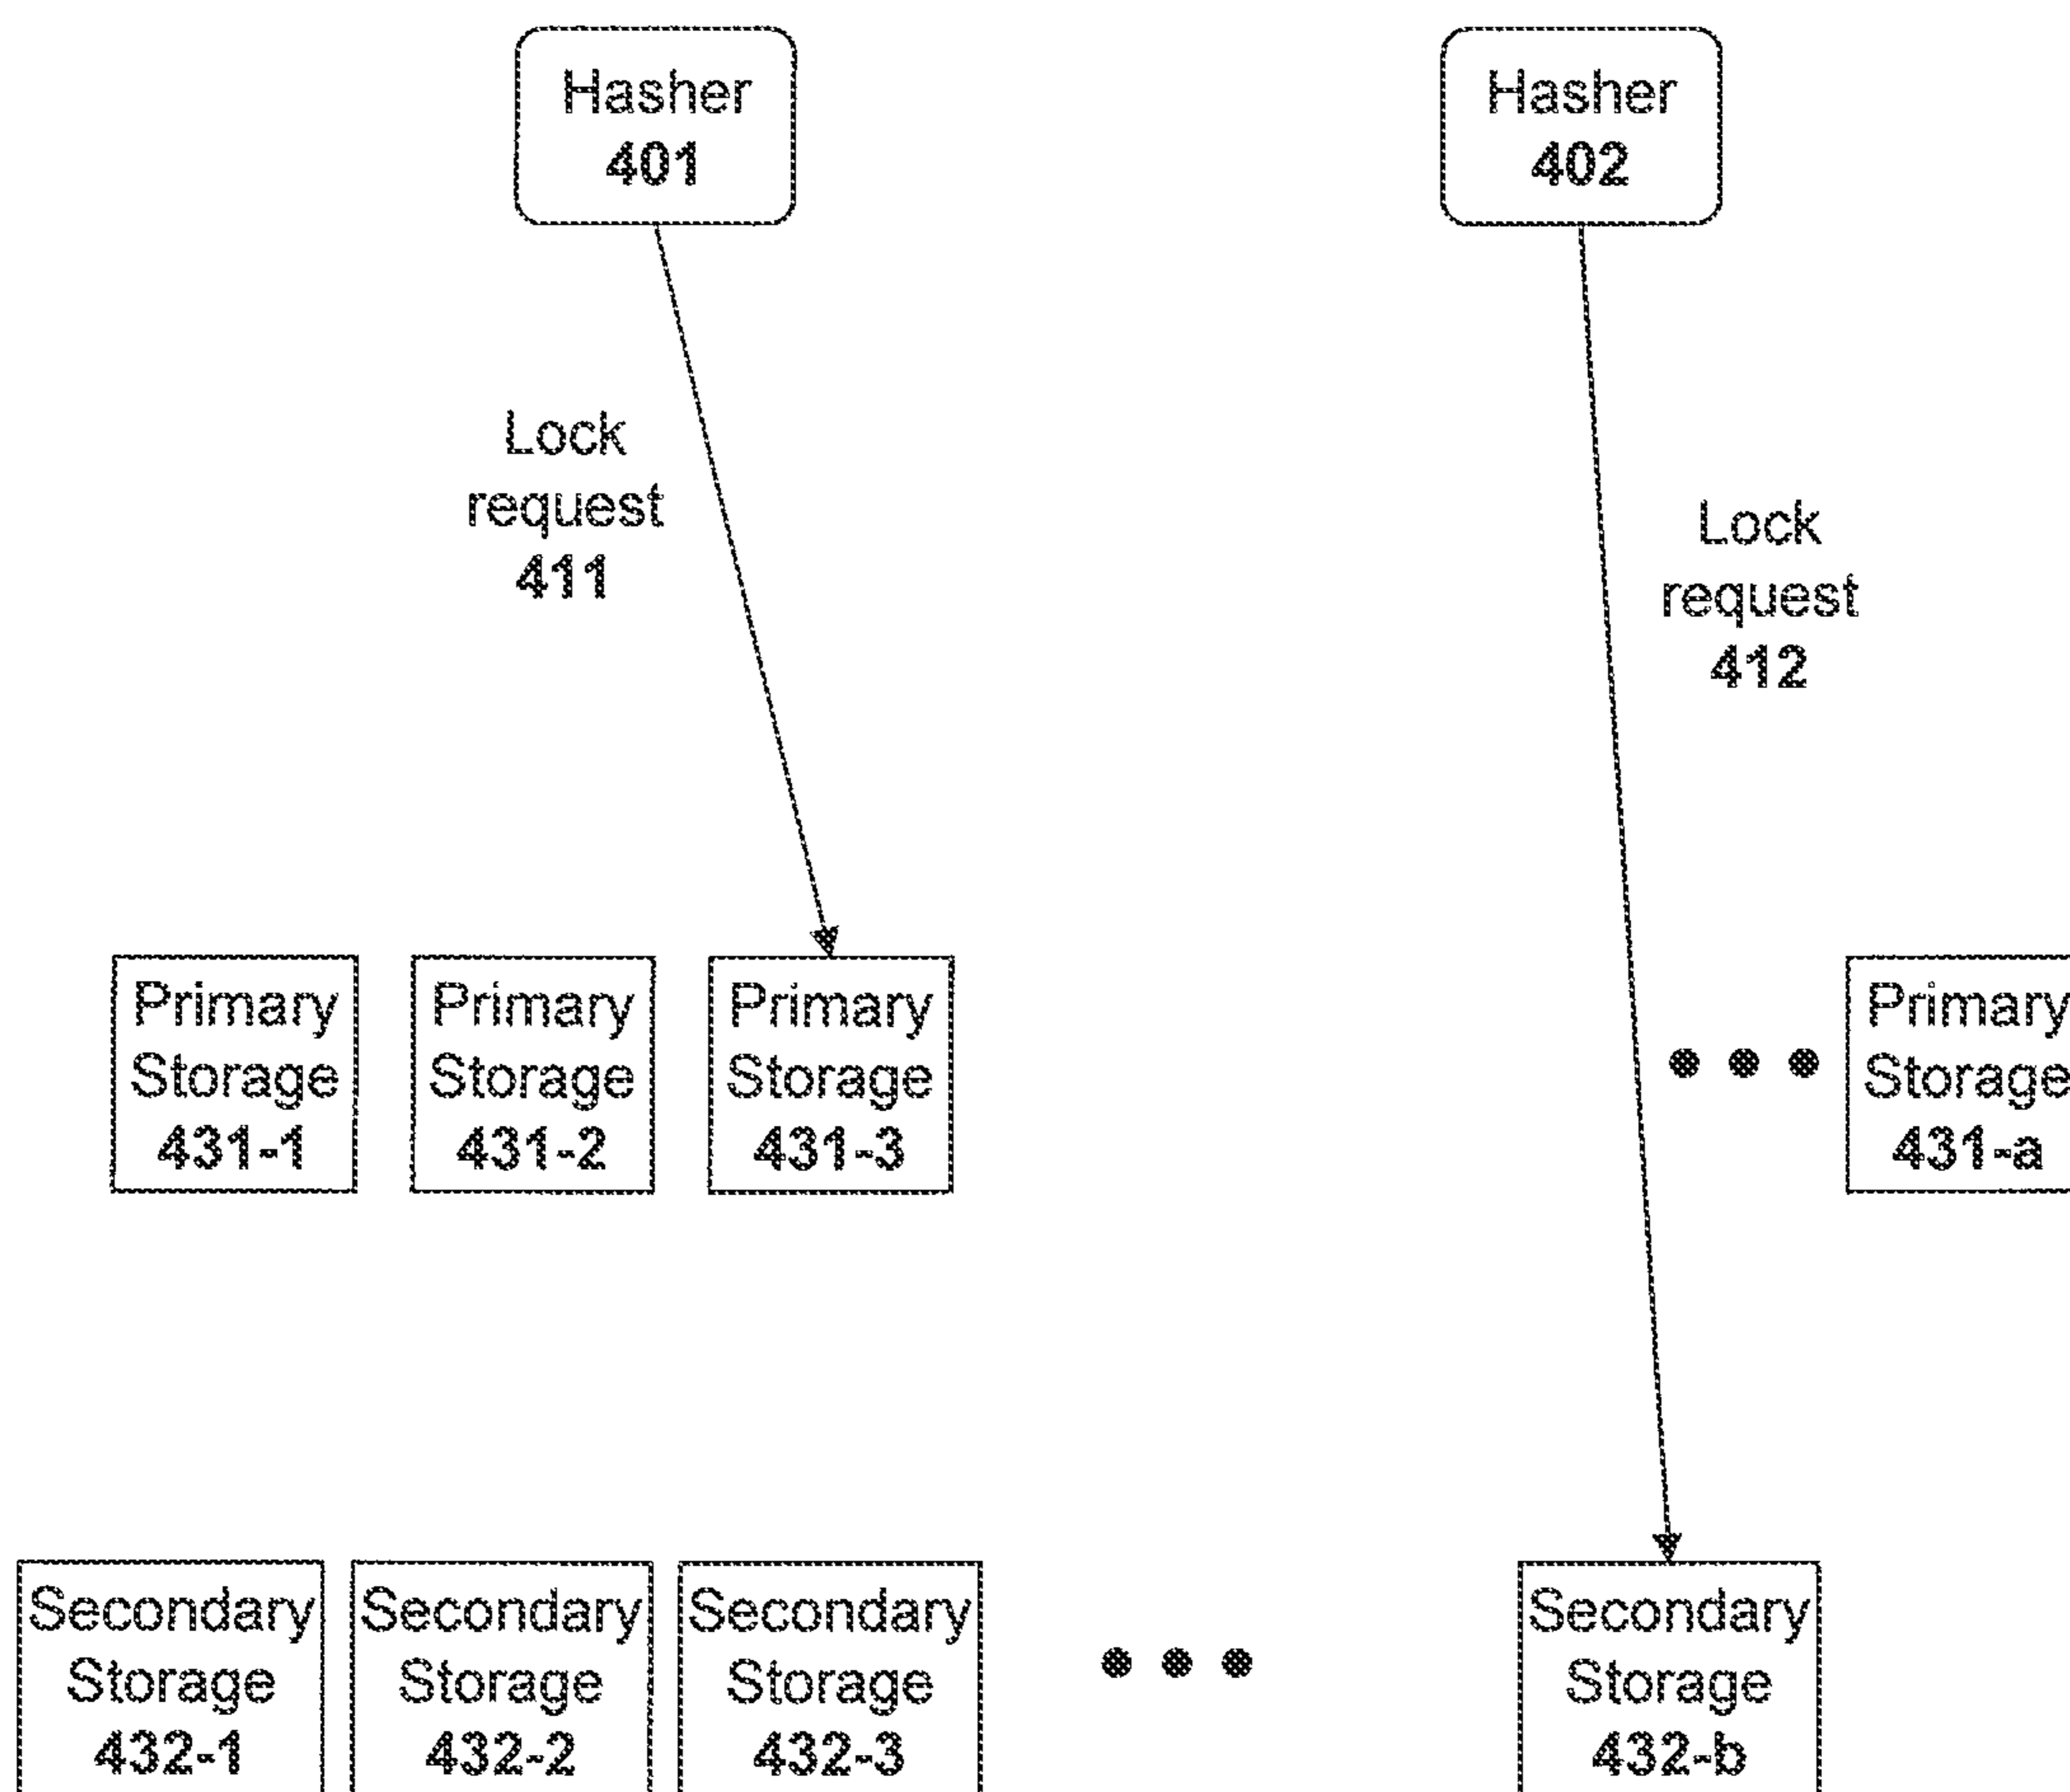 Hasher
401
Hasher
402
Lock
request
411
Lock
request
412
Primary
Storage
431-1
Primary
Storage
431-2
Primary
Storage
431-3
Primary
Storage
431-a
Secondary
Storage
432-1
Secondary
Storage
432-2
Secondary
Storage
432-3
Secondary
Storage
432-b